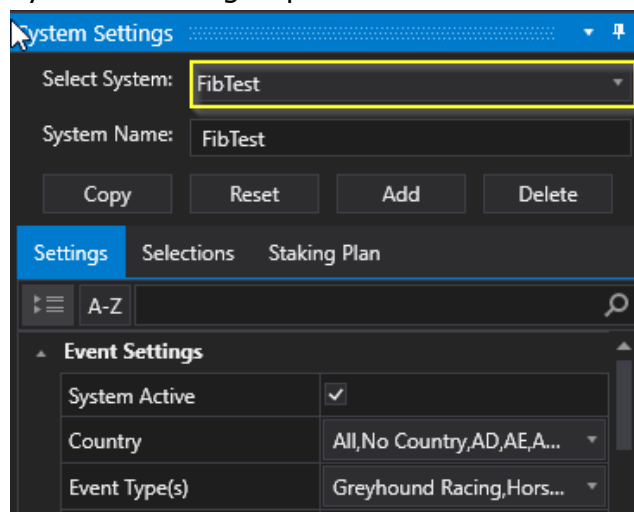 System Settings
Select System: FibTest
System Name: FibTest
Copy Reset Add Delete
Settings Selections Staking Plan
A-Z
Event Settings
System Active
Country All,No Country,AD,AE,A...
Event Type(s) Greyhound Racing,Hors...